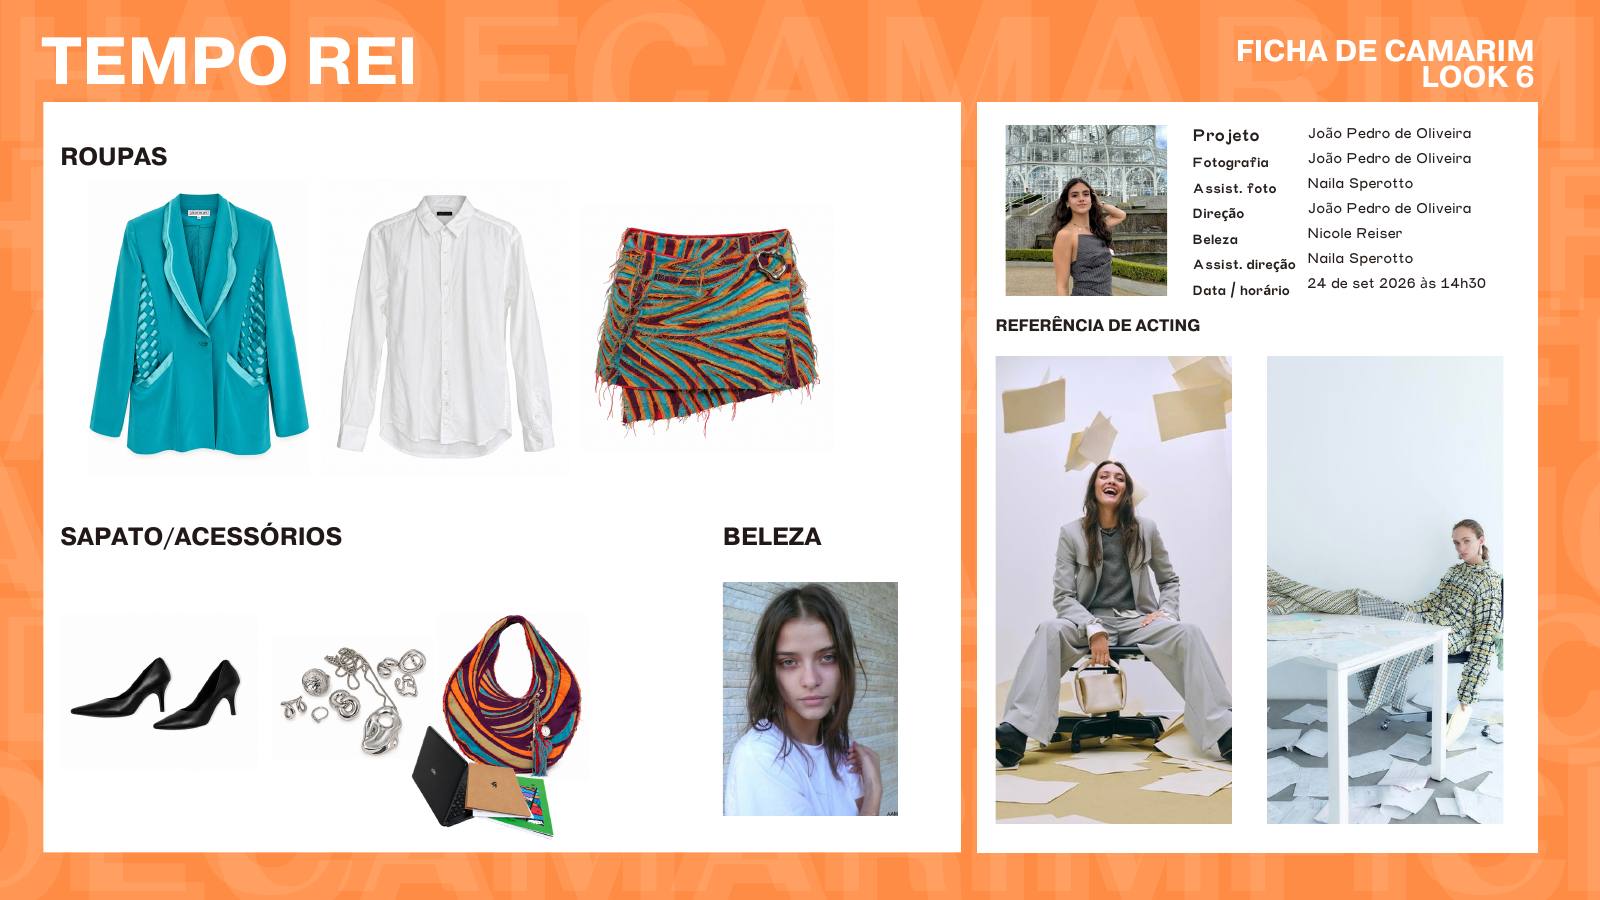 TEMPO REI
FICHA DE CAMARIM
LOOK 6
ROUPAS
SAPATO/ACESSÓRIOS
BELEZA
Projeto João Pedro de Oliveira
Fotografia João Pedro de Oliveira
Assist. foto Naila Sperotto
Direção João Pedro de Oliveira
Beleza Nicole Reiser
Assist. direção Naila Sperotto
Data / horário 24 de set 2026 às 14h30
REFERÊNCIA DE ACTING